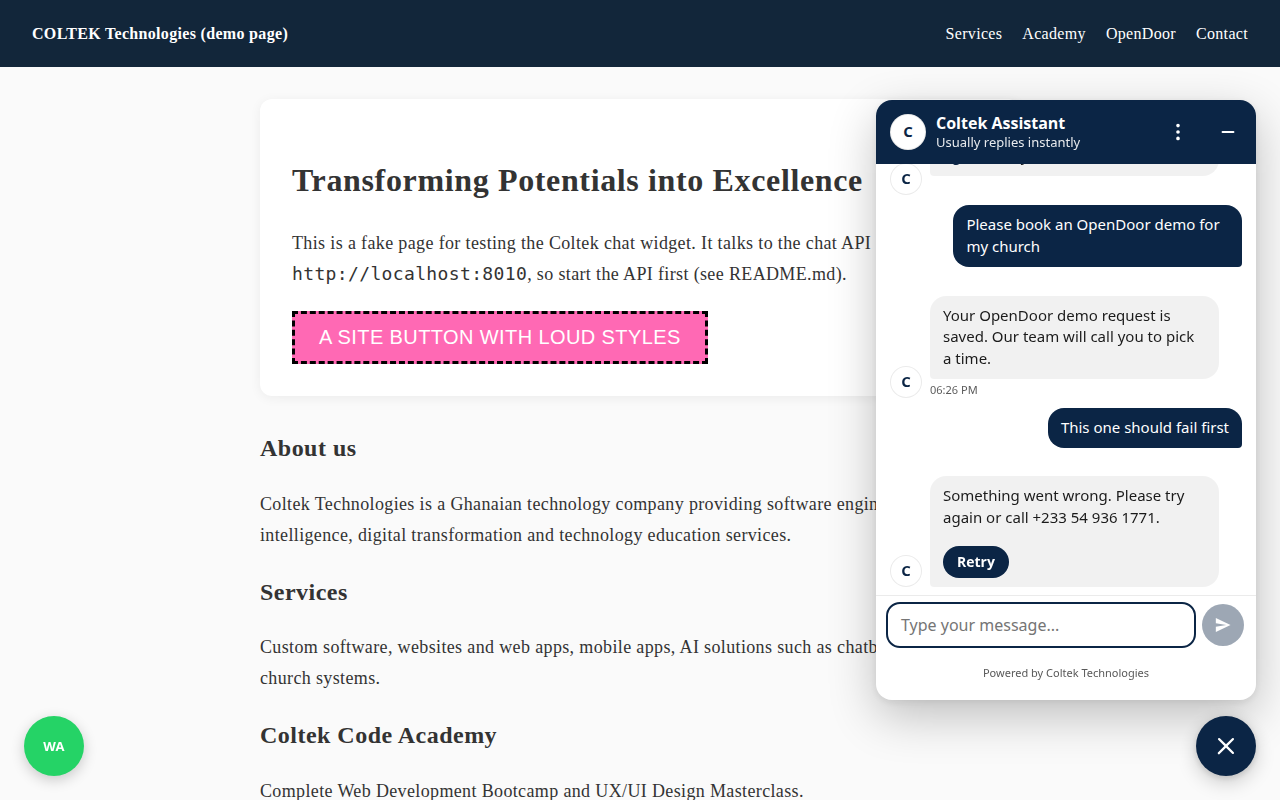 COLTEK Technologies (demo page)
Services
Academy
OpenDoor
Contact
Transforming Potentials into Excellence
This is a fake page for testing the Coltek chat widget. It talks to the chat API
http://localhost:8010, so start the API first (see README.md).
A SITE BUTTON WITH LOUD STYLES
About us
Coltek Technologies is a Ghanaian technology company providing software engin
intelligence, digital transformation and technology education services.
Services
Custom software, websites and web apps, mobile apps, AI solutions such as chatb
church systems.
Coltek Code Academy
Complete Web Development Bootcamp and UX/UI Design Masterclass.
WA
C
Coltek Assistant
Usually replies instantly
C
Please book an OpenDoor demo for
my church
Your OpenDoor demo request is
saved. Our team will call you to pick
a time.
C
06:26 PM
This one should fail first
Something went wrong. Please try
again or call +233 54 936 1771.
Retry
C
Type your message...
Powered by Coltek Technologies